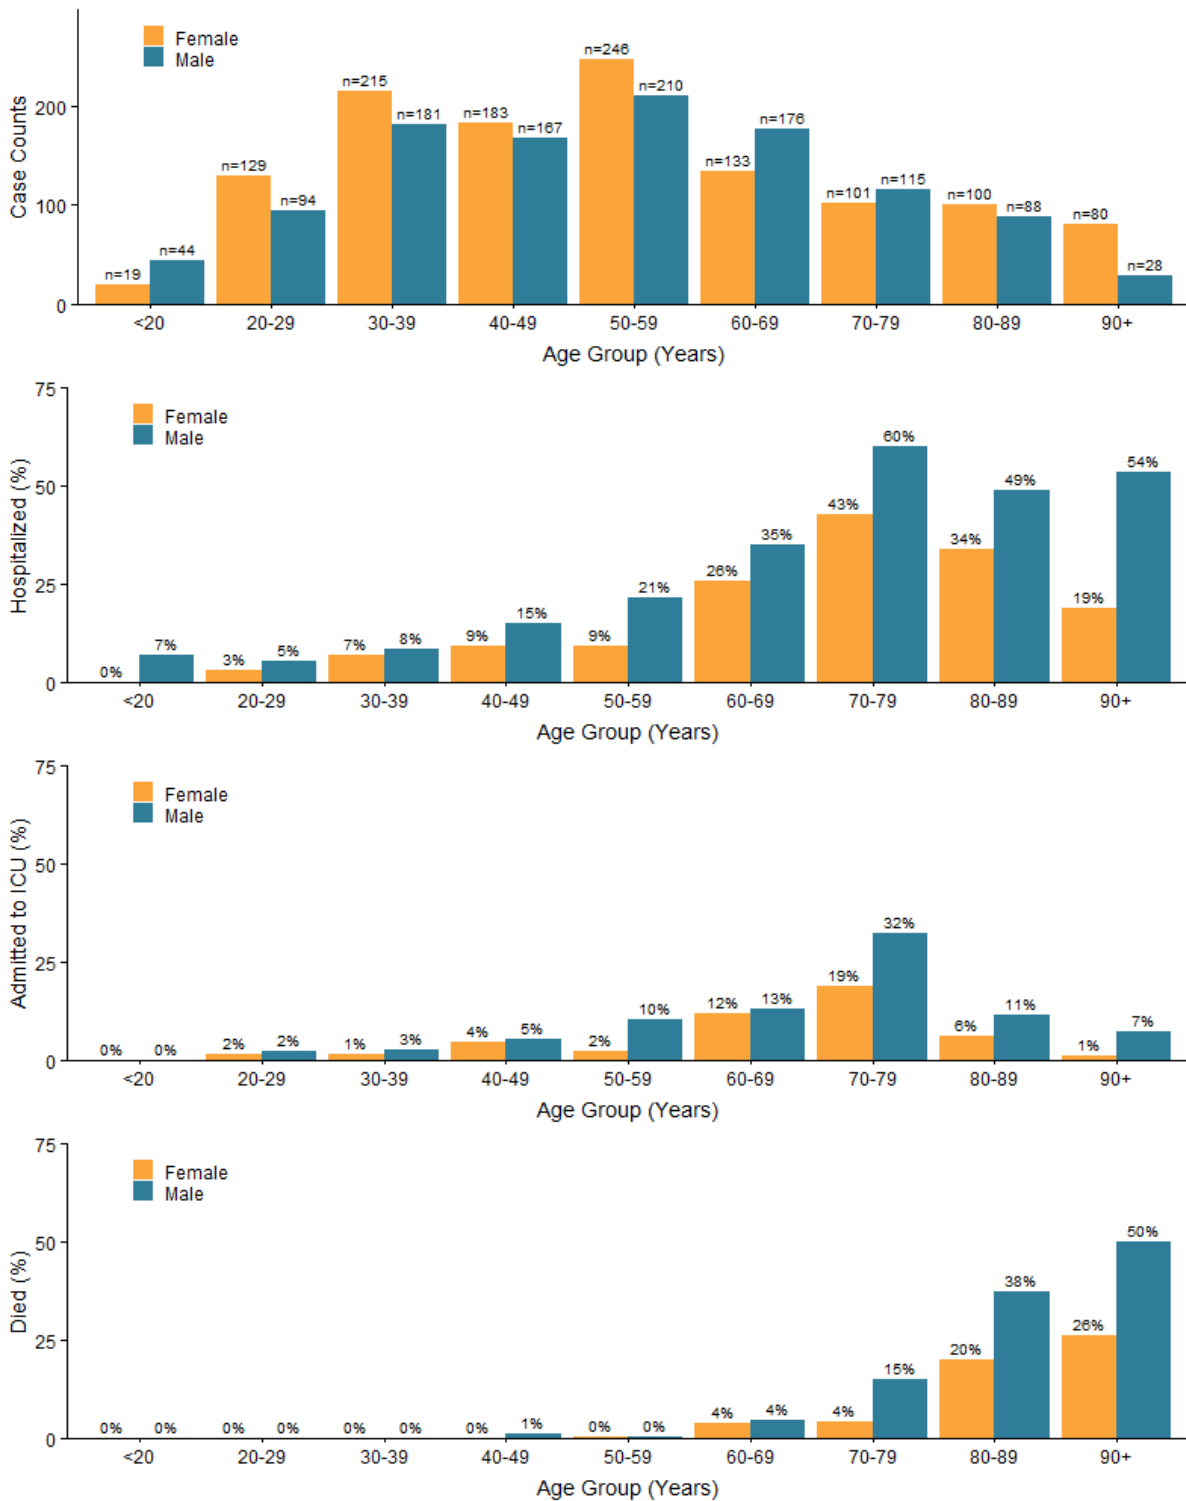 Female
Male
Case Counts
200
100
0
n=19
n=44
n=129
n=94
n=215
n=181
n=183
n=167
n=246
n=210
n=133
n=176
n=101
n=115
n=100
n=88
n=80
n=28
<20 20-29 30-39 40-49 50-59 60-69 70-79 80-89 90+
Age Group (Years)
Female
Male
Hospitalized (%)
75
50
25
0
0%
7%
3%
5%
7%
8%
9%
15%
9%
21%
26%
35%
43%
60%
34%
49%
19%
54%
<20 20-29 30-39 40-49 50-59 60-69 70-79 80-89 90+
Age Group (Years)
Female
Male
Admitted to ICU (%)
75
50
25
0
0%
0%
2%
2%
1%
3%
4%
5%
2%
10%
12%
13%
19%
32%
6%
11%
1%
7%
<20 20-29 30-39 40-49 50-59 60-69 70-79 80-89 90+
Age Group (Years)
Female
Male
Died (%)
75
50
25
0
0%
0%
0%
0%
0%
0%
0%
1%
0%
0%
4%
4%
4%
15%
20%
38%
26%
50%
<20 20-29 30-39 40-49 50-59 60-69 70-79 80-89 90+
Age Group (Years)